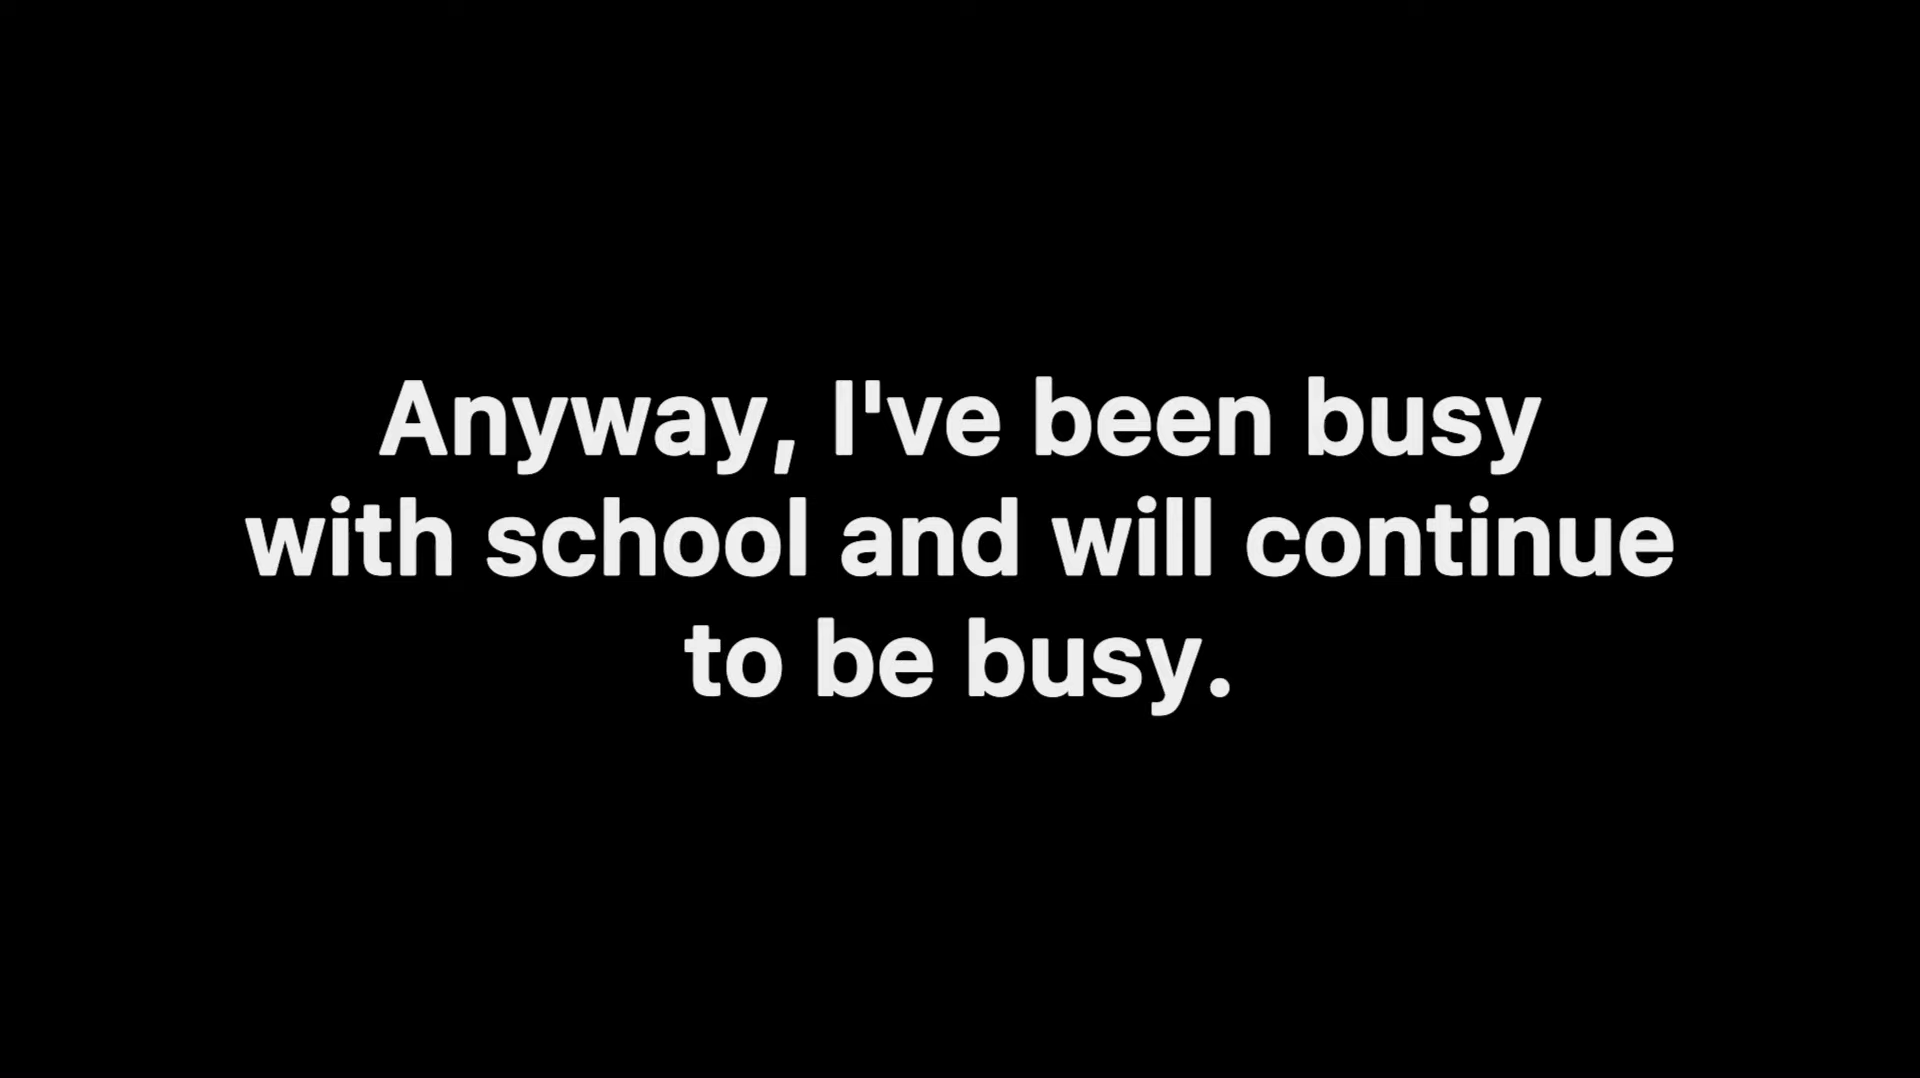 Anyway, I've been busy
with school and will continue
to be busy.